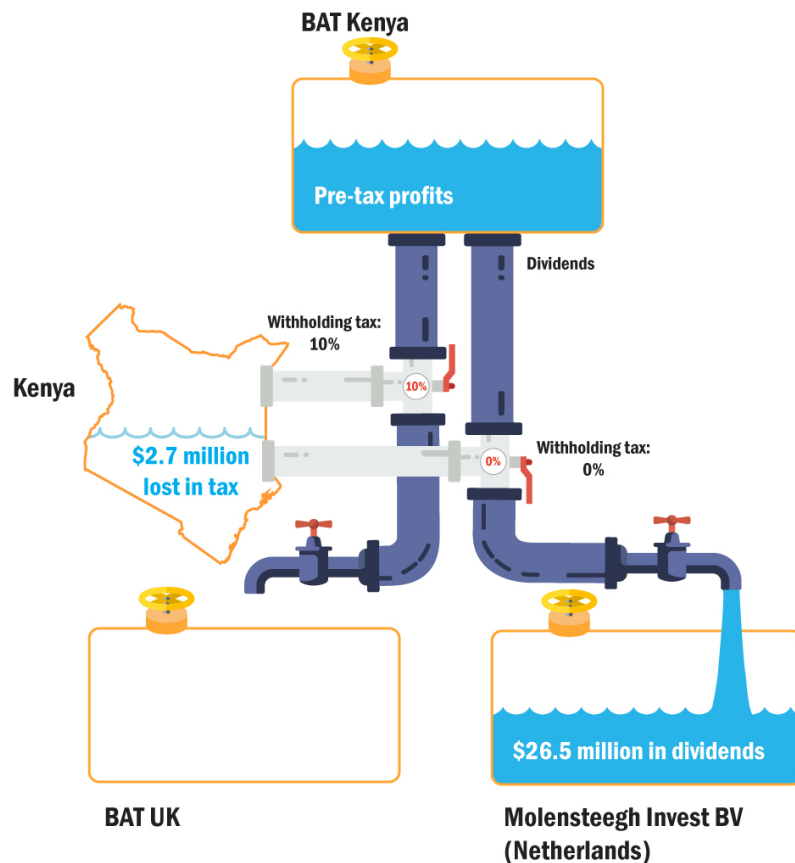 BAT Kenya
Pre-tax profits
Dividends
Withholding tax:
10%
10%
Kenya
$2.7 million
lost in tax
Withholding tax:
0%
0%
$26.5 million in dividends
BAT UK
Molensteegh Invest BV
(Netherlands)